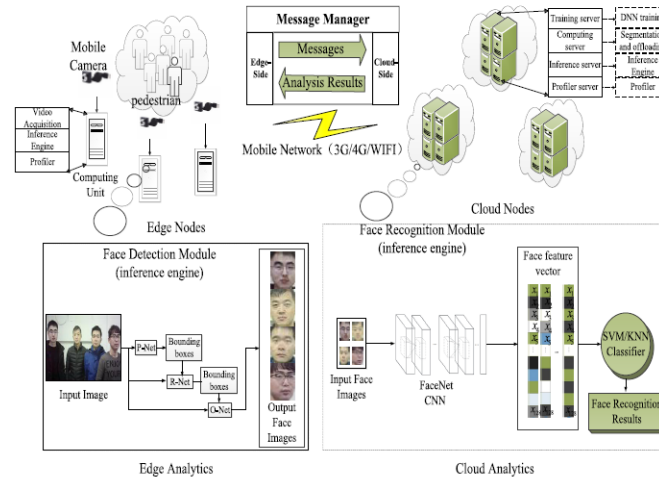 Mobile
Camera
pedestrian
Video
Acquisition
Inference
Engine
Profiler
Computing
Unit
Edge Nodes
Message Manager
Edge-
Side
Messages
Analysis Results
Cloud-
Side
Mobile Network (3G/4G/WIFI)
Training server
Computing
server
Inference server
Profiler server
DNN training
Segmentation
and offloading
Inference
Engine
Profiler
Cloud Nodes
Face Detection Module
(inference engine)
Input Image
P-Net
Bounding
boxes
R-Net
Bounding
boxes
O-Net
Output
Face
Images
Edge Analytics
Face Recognition Module
(inference engine)
Input Face
Images
FaceNet
CNN
Face feature
vector
SVM/KNN
Classifier
Face Recognition
Results
Cloud Analytics